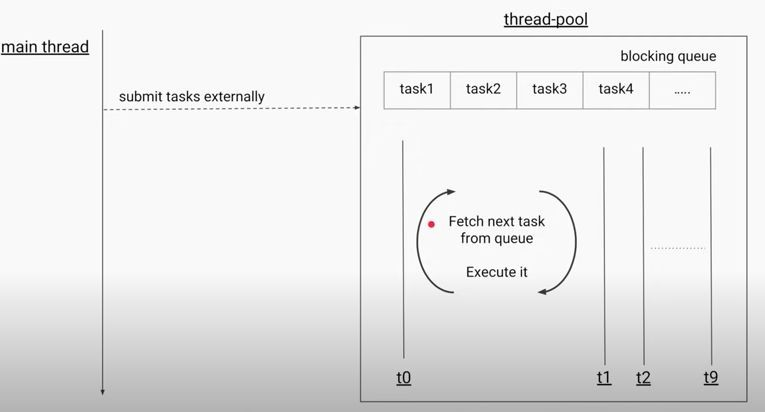 thread-pool
main thread
blocking queue
submit tasks externally
task1 task2 task3 task4 .....
Fetch next task
from queue
Execute it
t0 t1 t2 t9